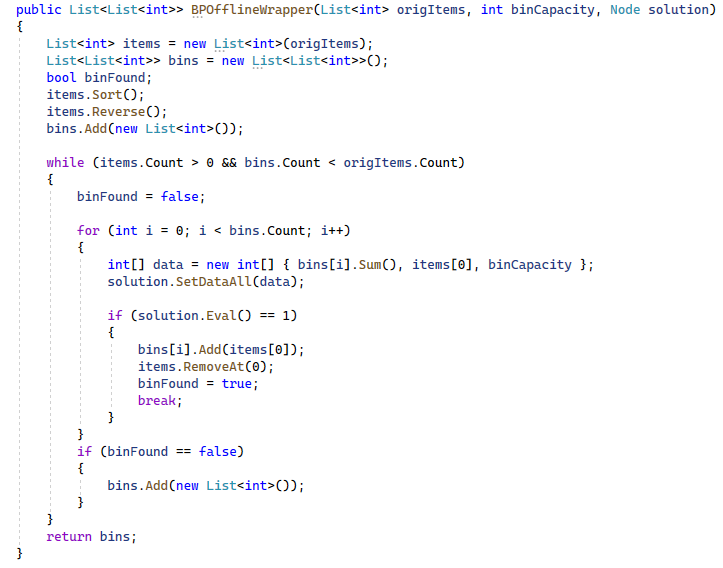 public List<List<int>> BPOfflineWrapper(List<int> origItems, int binCapacity, Node solution)
{
    List<int> items = new List<int>(origItems);
    List<List<int>> bins = new List<List<int>>();
    bool binFound;
    items.Sort();
    items.Reverse();
    bins.Add(new List<int>());

    while (items.Count > 0 && bins.Count < origItems.Count)
    {
        binFound = false;

        for (int i = 0; i < bins.Count; i++)
        {
            int[] data = new int[] { bins[i].Sum(), items[0], binCapacity };
            solution.SetDataAll(data);

            if (solution.Eval() == 1)
            {
                bins[i].Add(items[0]);
                items.RemoveAt(0);
                binFound = true;
                break;
            }
        }
        if (binFound == false)
        {
            bins.Add(new List<int>());
        }
    }
    return bins;
}